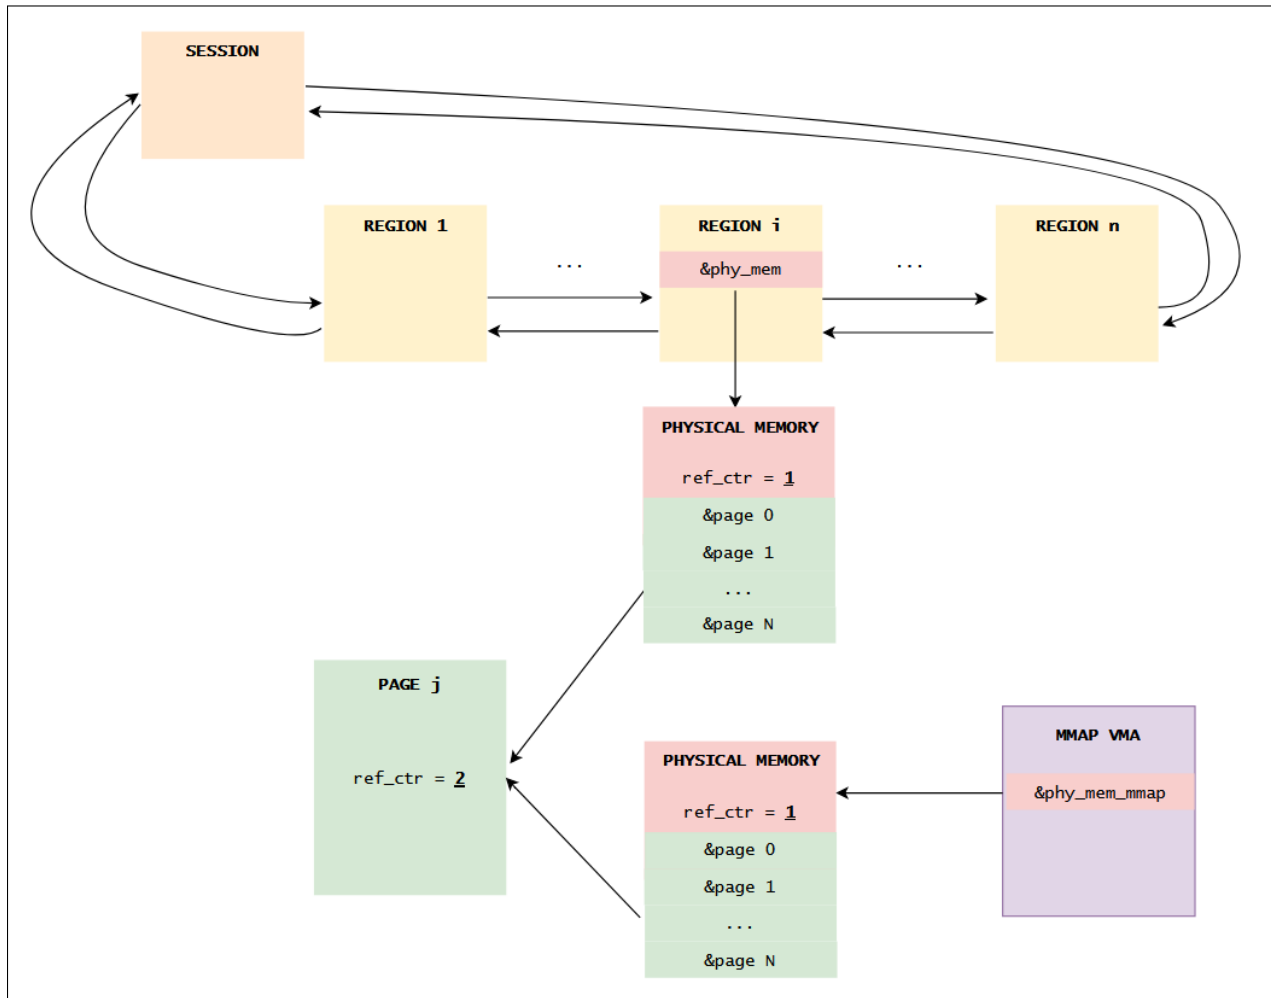 SESSION
REGION 1
...
REGION i
&phy_mem
...
REGION n
PHYSICAL MEMORY
ref_ctr = 1
&page 0
&page 1
...
&page N
PAGE j
ref_ctr = 2
PHYSICAL MEMORY
ref_ctr = 1
&page 0
&page 1
...
&page N
MMAP VMA
&phy_mem_mmap